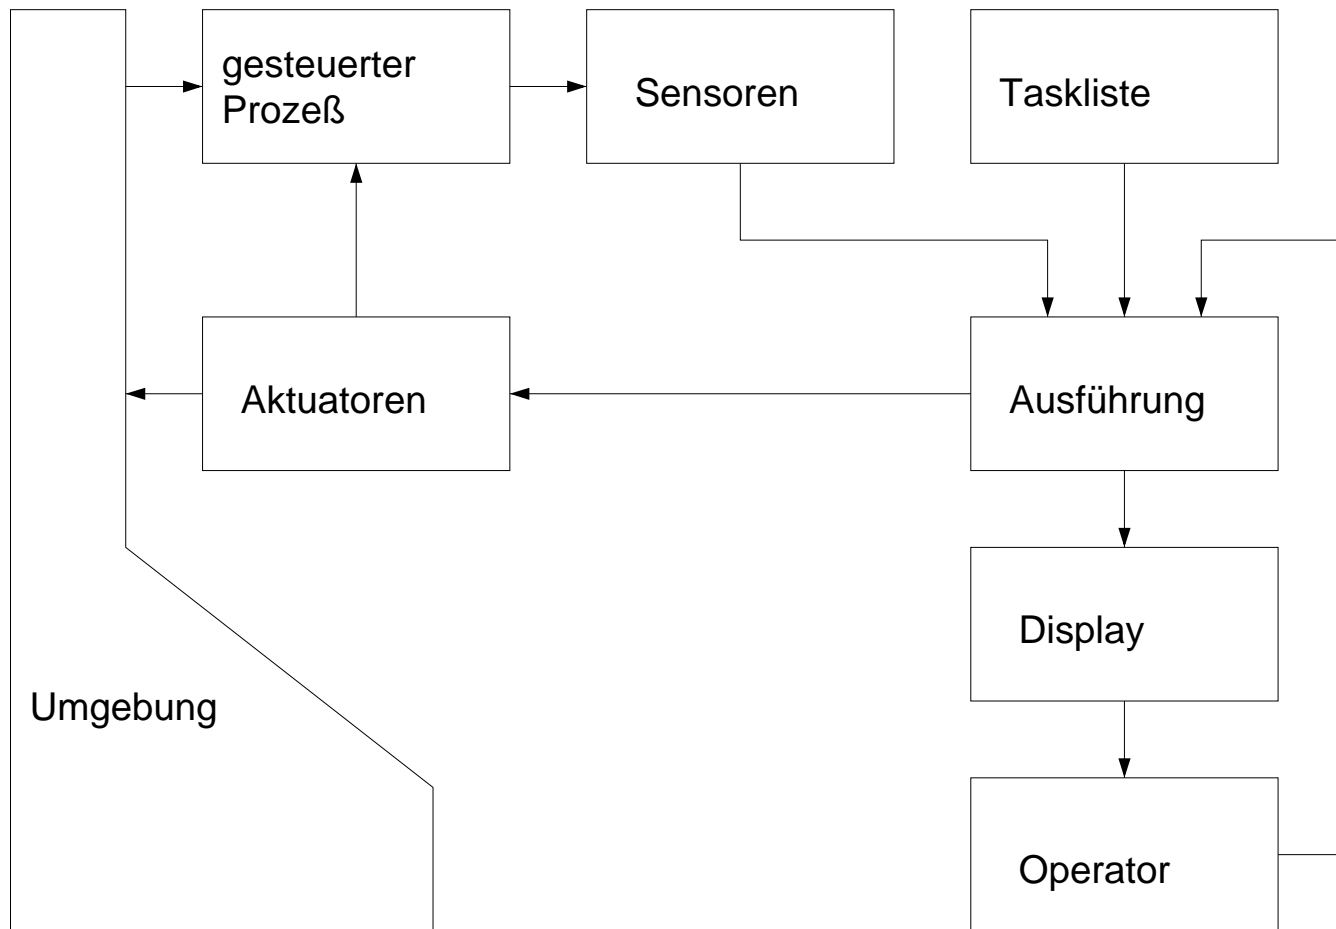 gesteuerter
Prozeß
Sensoren
Taskliste
Aktuatoren
Ausführung
Display
Umgebung
Operator